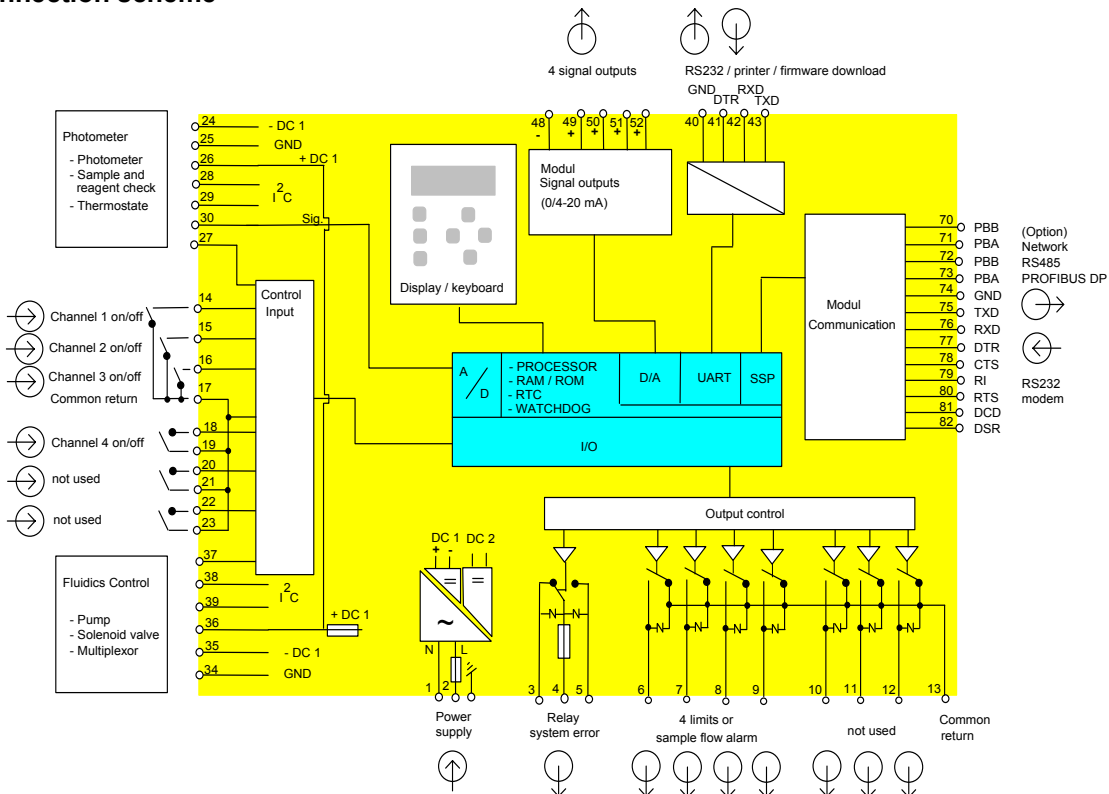 4 signal outputs
RS232 / printer / firmware download
GND
DTR
RXD
TXD
48
49
50
51
52
-
+
+
+
+
40
41
42
43
Photometer
- Photometer
- Sample and
reagent check
- Thermostate
24
- DC 1
25
GND
26
+ DC 1
28
I²C
29
30
Sig.
27
Display / keyboard
Modul
Signal outputs
(0/4-20 mA)
Control
Input
Channel 1 on/off
14
Channel 2 on/off
15
Channel 3 on/off
16
Common return
17
Channel 4 on/off
18
19
not used
20
21
not used
22
23
A/D
- PROCESSOR
- RAM / ROM
- RTC
- WATCHDOG
D/A
UART
SSP
I/O
Modul
Communication
70 PBB
71 PBA
72 PBB
73 PBA
74 GND
75 TXD
76 RXD
77 DTR
78 CTS
79 RI
80 RTS
81 DCD
82 DSR
(Option)
Network
RS485
PROFIBUS DP
RS232
modem
Output control
Fluidics Control
- Pump
- Solenoid valve
- Multiplexor
37
38
I²C
39
36
+ DC 1
35
- DC 1
34
GND
DC 1 DC 2
+ -
=
=
~
N
L
N
N
N
N
N
N
N
N
N
1
2
3
4
5
6
7
8
9
10
11
12
13
Power
supply
Relay
system error
4 limits or
sample flow alarm
not used
Common
return